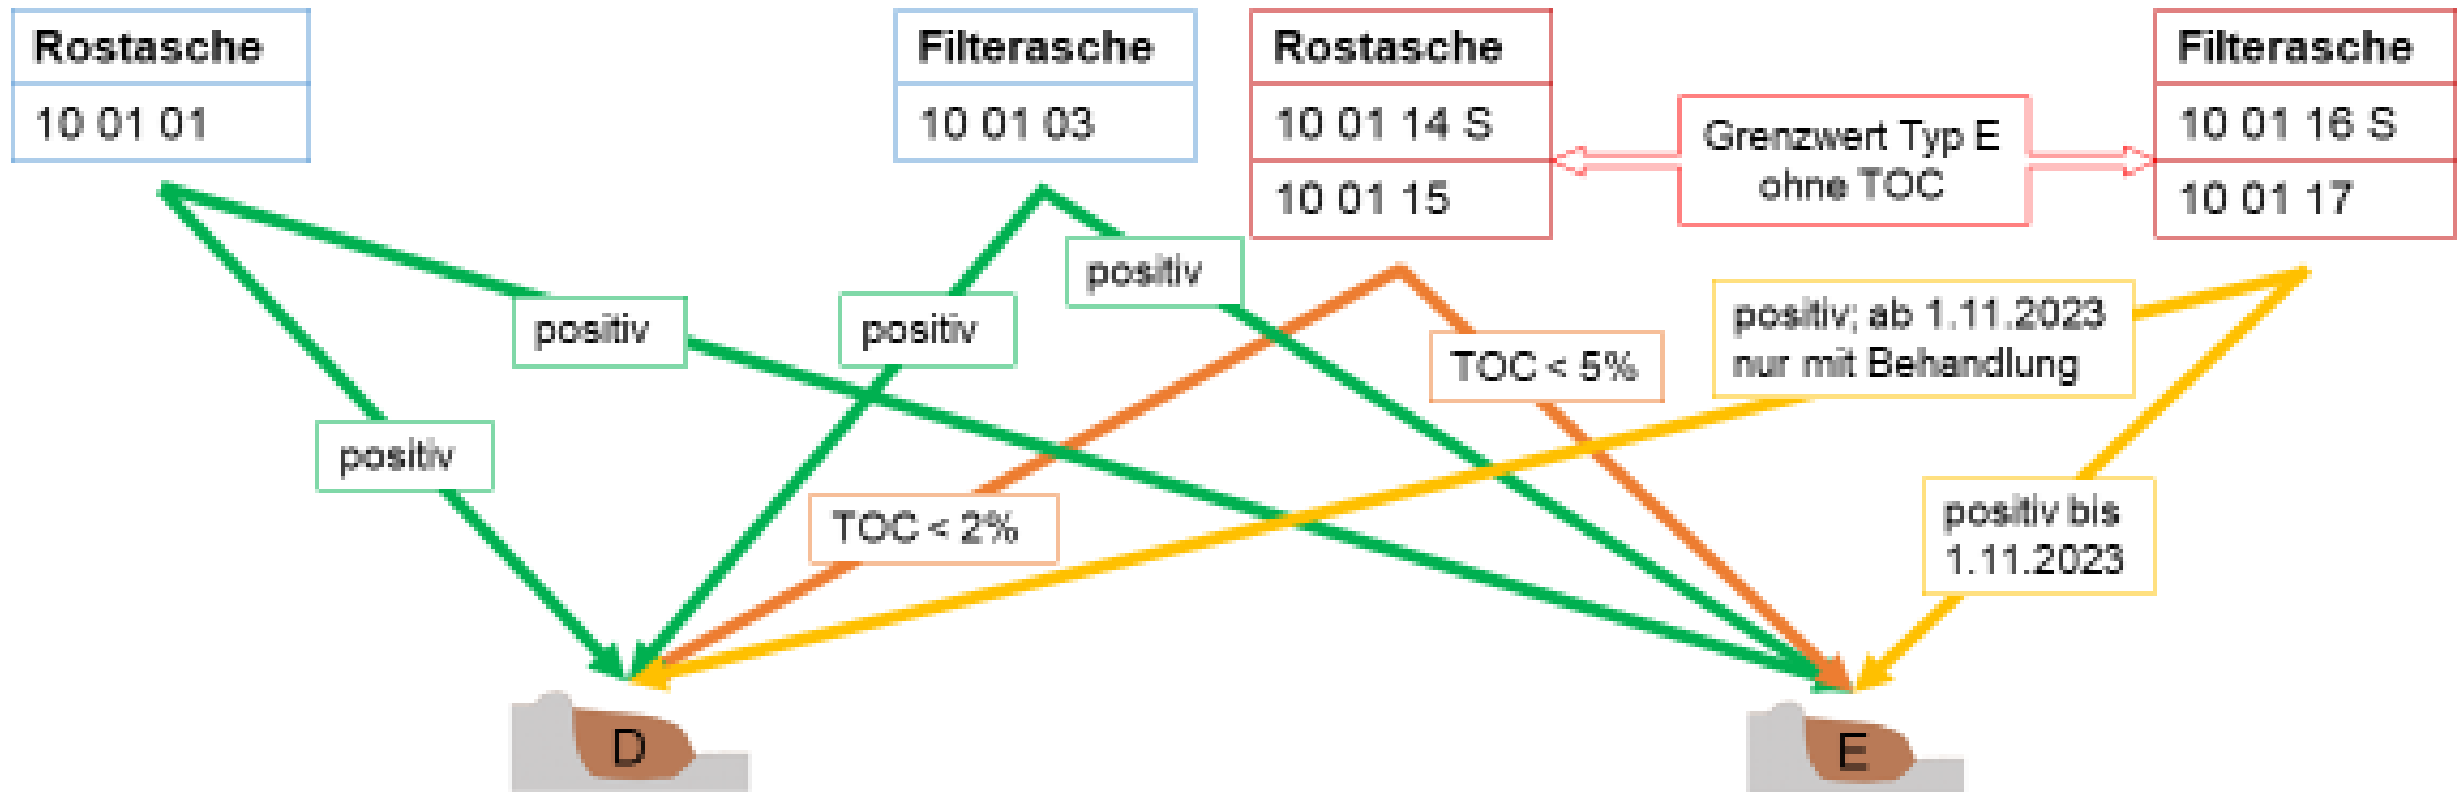 Rostasche
10 01 01
Filterasche
10 01 03
Rostasche
10 01 14 S
10 01 15
Grenzwert Typ E
ohne TOC
Filterasche
10 01 16 S
10 01 17
positiv
positiv
positiv
positiv
TOC < 2%
TOC < 5%
positiv; ab 1.11.2023
nur mit Behandlung
positiv bis
1.11.2023
D
E